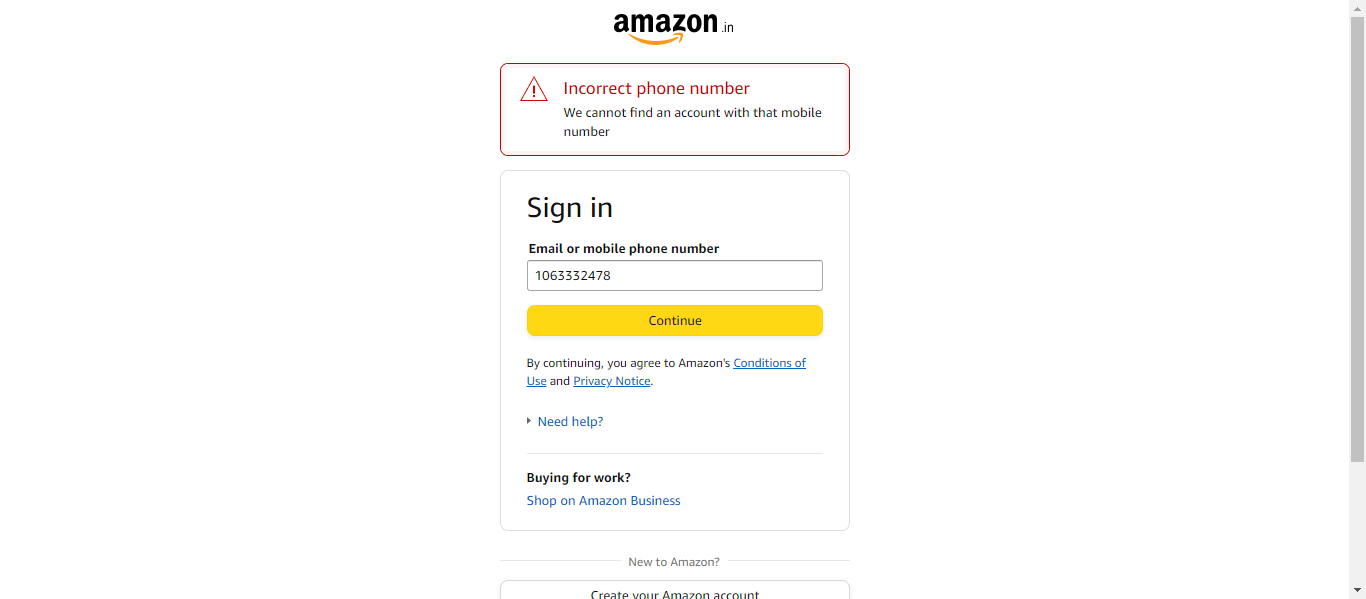 amazon.in
Incorrect phone number
We cannot find an account with that mobile
number
Sign in
Email or mobile phone number
1063332478
Continue
By continuing, you agree to Amazon's Conditions of
Use and Privacy Notice.
Need help?
Buying for work?
Shop on Amazon Business
New to Amazon?
Create your Amazon account